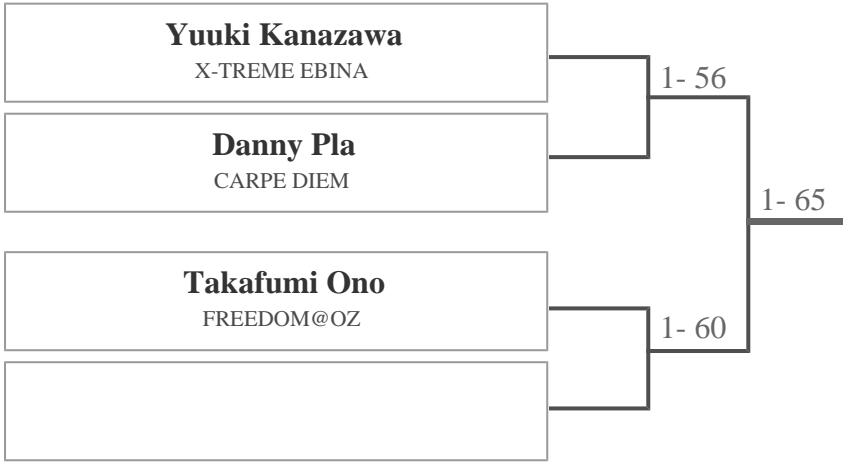 Yuuki Kanazawa
X-TREME EBINA
1- 56
Danny Pla
CARPE DIEM
1- 65
Takafumi Ono
FREEDOM@OZ
1- 60